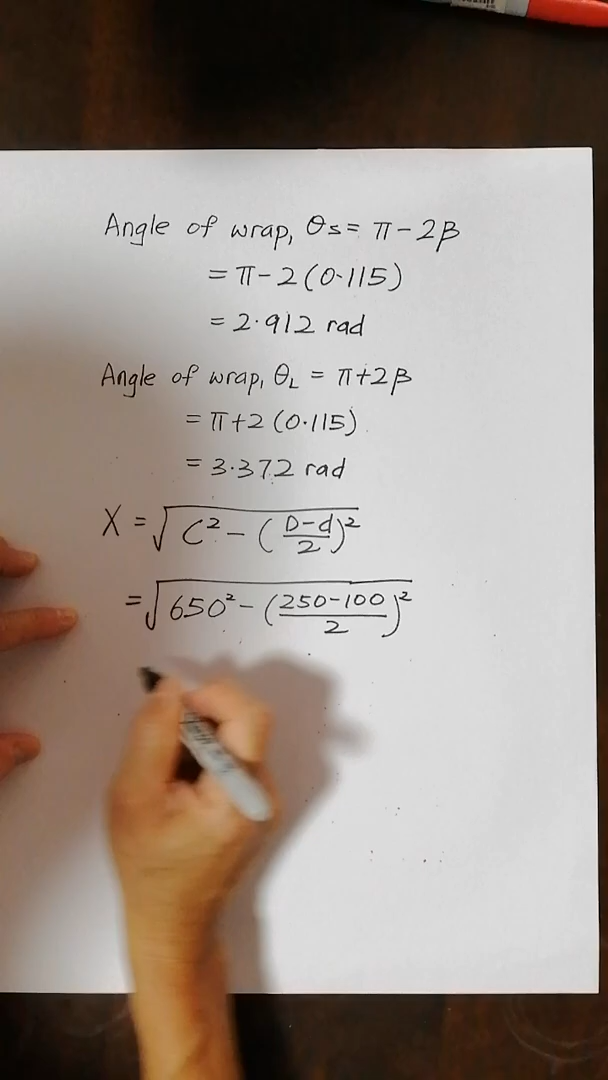 Angle of wrap, θs = π - 2β
= π - 2(0·115)
= 2·912 rad
Angle of wrap, θL = π+2β
= π+2(0·115)
= 3·372 rad
X = √(C² - ((D-d)/2)²)
= √(650² - ((250-100)/2)²)